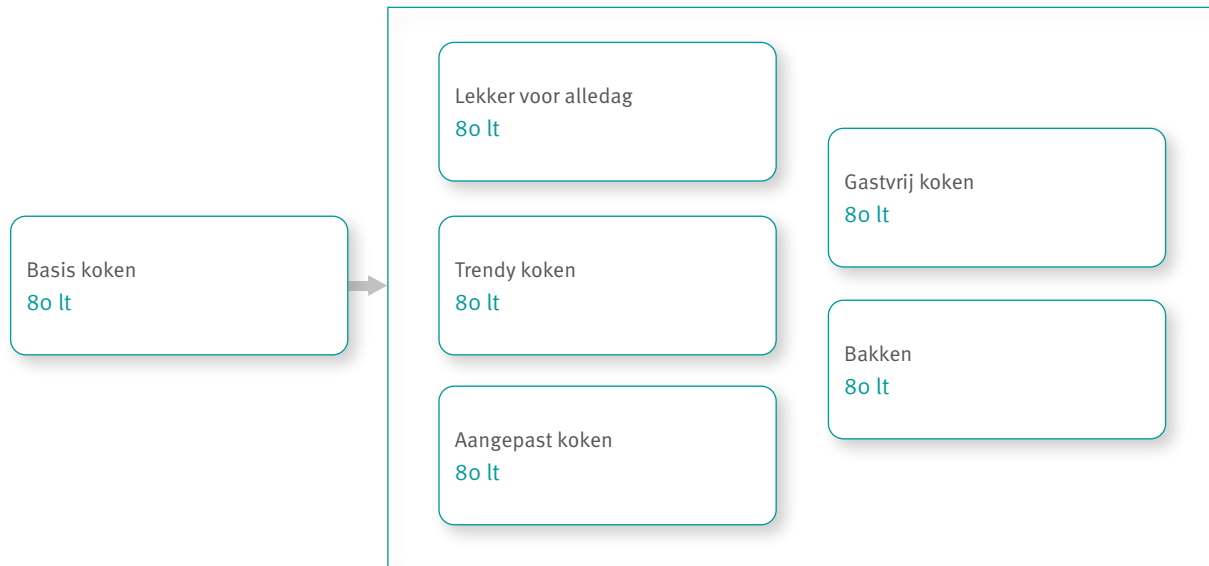 Basis koken
80 lt
Lekker voor alledag
80 lt
Trendy koken
80 lt
Aangepast koken
80 lt
Gastvrij koken
80 lt
Bakken
80 lt